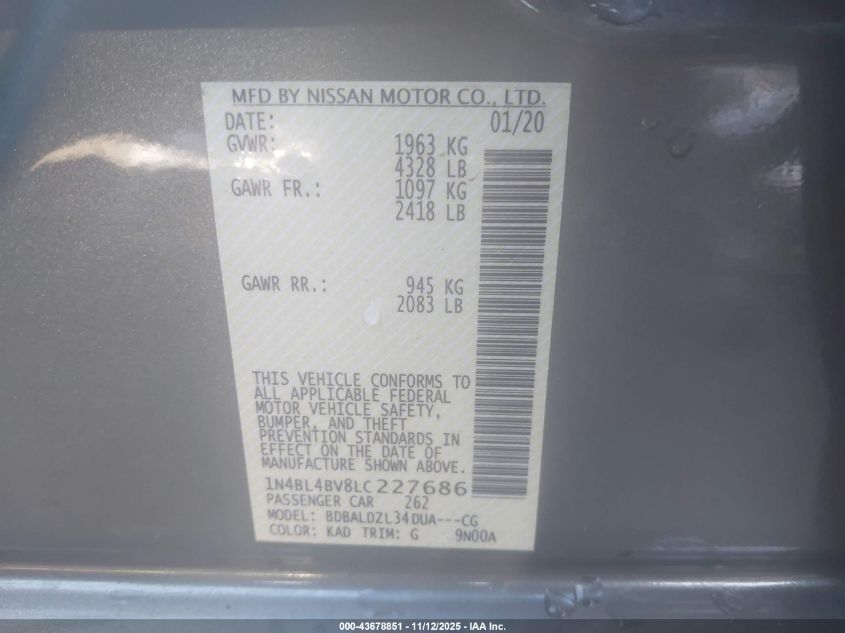 MFD BY NISSAN MOTOR CO., LTD.
DATE: 01/20
GVWR: 1963 KG
4328 LB
GAWR FR.: 1097 KG
2418 LB
GAWR RR.: 945 KG
2083 LB
THIS VEHICLE CONFORMS TO
ALL APPLICABLE FEDERAL
MOTOR VEHICLE SAFETY,
BUMPER, AND THEFT
PREVENTION STANDARDS IN
EFFECT ON THE DATE OF
MANUFACTURE SHOWN ABOVE.
1N4BL4BV8LC227686
PASSENGER CAR 262
MODEL: BDBALDZL34DUA---CG
COLOR: KAD TRIM: G 9N00A
000-43678851 - 11/12/2025 - IAA Inc.